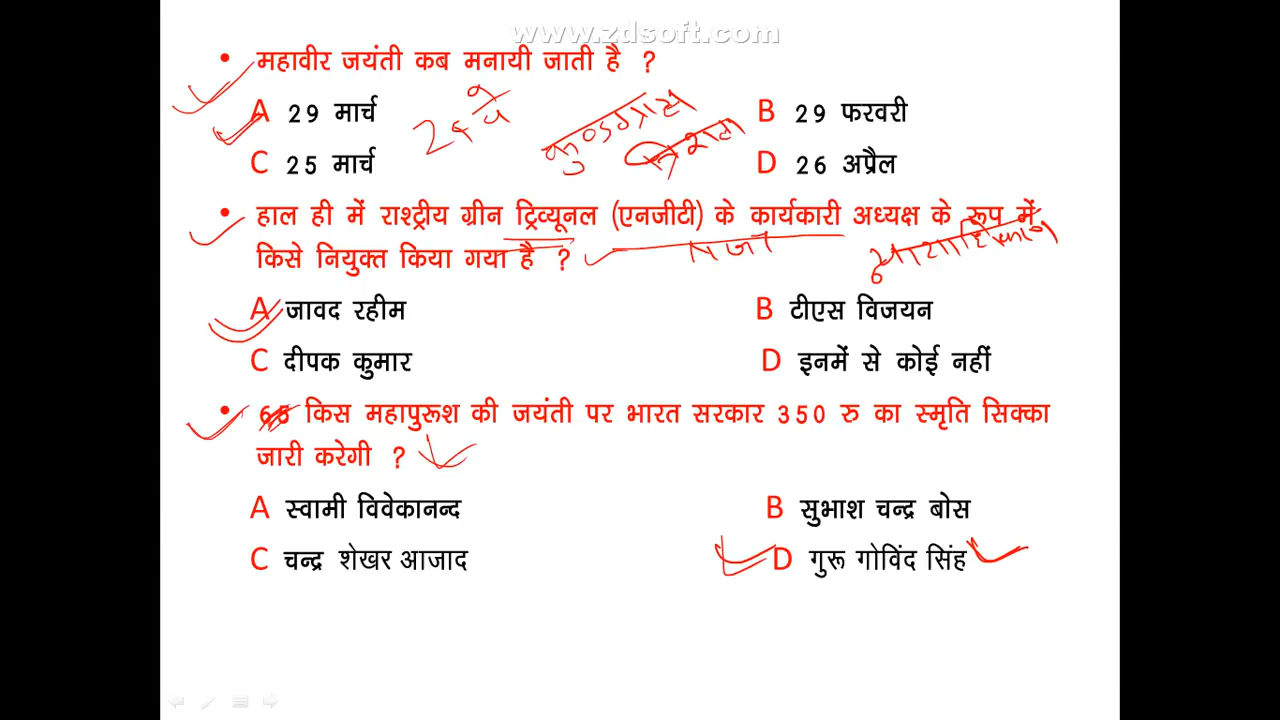 www.zdsoft.com
• महावीर जयंती कब मनायी जाती है ?
A 29 मार्च B 29 फरवरी
24 वे
C 25 मार्च D 26 अप्रैल
• हाल ही में राश्ट्रीय ग्रीन ट्रिव्यूनल (एनजीटी) के कार्यकारी अध्यक्ष के रूप में
किसे नियुक्त किया गया है ?
A जावद रहीम B टीएस विजयन
C दीपक कुमार D इनमें से कोई नहीं
• 65 किस महापुरूश की जयंती पर भारत सरकार 350 रु का स्मृति सिक्का
जारी करेगी ?
A स्वामी विवेकानन्द B सुभाश चन्द्र बोस
C चन्द्र शेखर आजाद D गुरू गोविंद सिंह